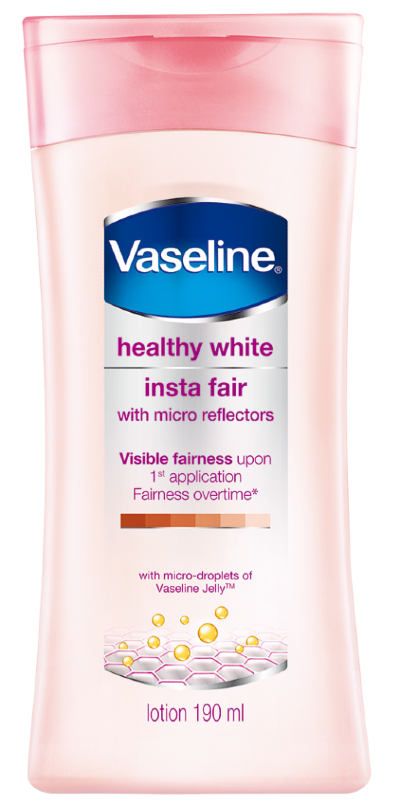 Vaseline®
healthy white
insta fair
with micro reflectors
Visible fairness upon
1st application
Fairness overtime*
with micro-droplets of
Vaseline Jelly™
lotion 190 ml